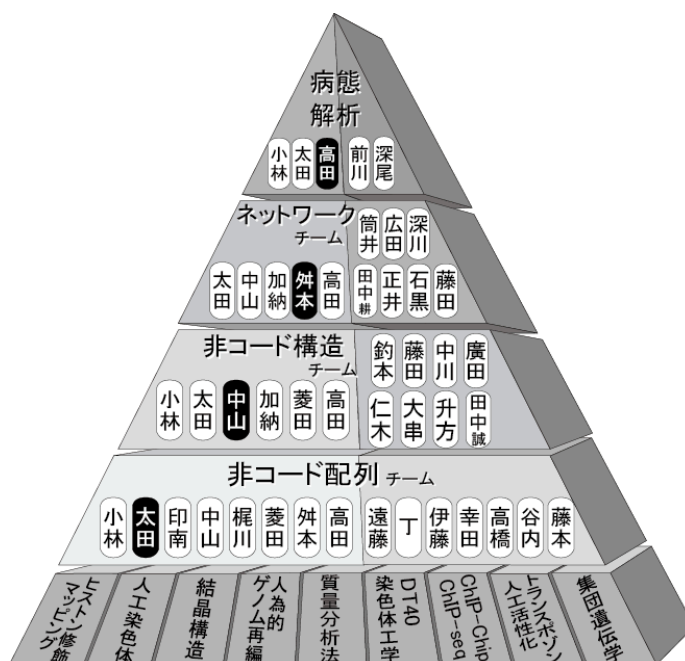 病態
解析
小林 太田 高田 前川 深尾
ネットワーク
チーム
筒井 広田 深川
太田 中山 加納 舛本 高田 田中耕 正井 石黒 藤田
非コード構造
チーム
釣本 藤田 中川 廣田
小林 太田 中山 加納 菱田 高田 仁木 大串 升方 田中誠
非コード配列 チーム
小林 太田 印南 中山 梶川 菱田 舛本 高田 遠藤 丁 伊藤 幸田 高橋 谷内 藤本
ヒストン修飾
マッピング
人工染色体
結晶構造
人為的
ゲノム再編
質量分析法
DT40
染色体工学
ChIP-Chip
ChIP-seq
トランスポゾン
人工活性化
集団遺伝学